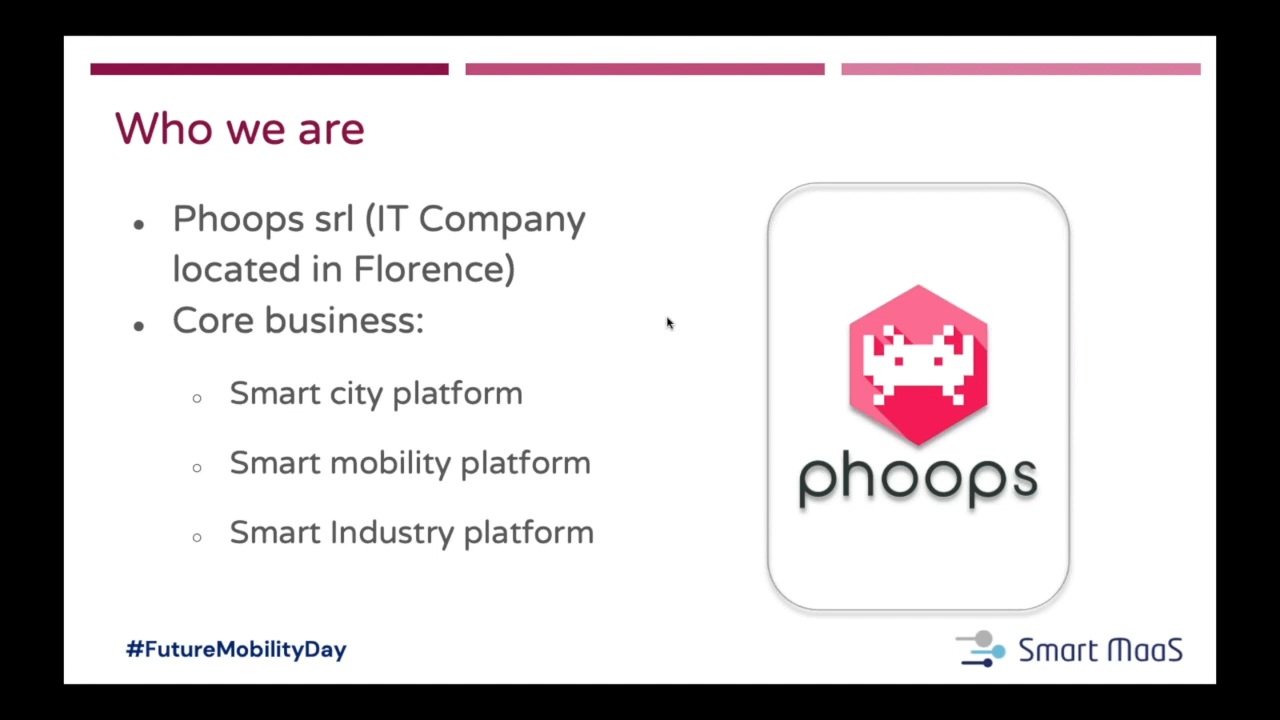 Who we are
Phoops srl (IT Company
located in Florence)
Core business:
Smart city platform
Smart mobility platform
Smart Industry platform
phoops
#FutureMobilityDay
Smart MaaS